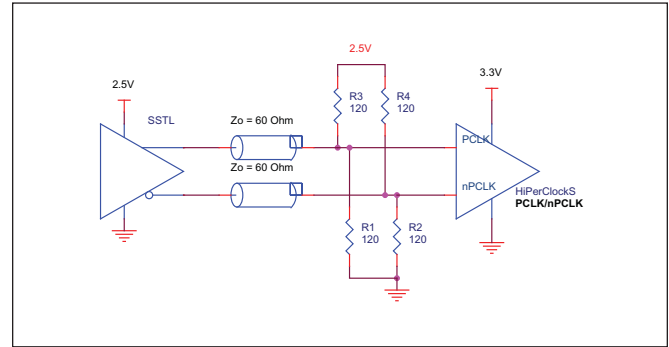 2.5V
SSTL
Zo = 60 Ohm
Zo = 60 Ohm
2.5V
R3
120
R4
120
3.3V
PCLK
nPCLK
HiPerClockS
PCLK/nPCLK
R1
120
R2
120